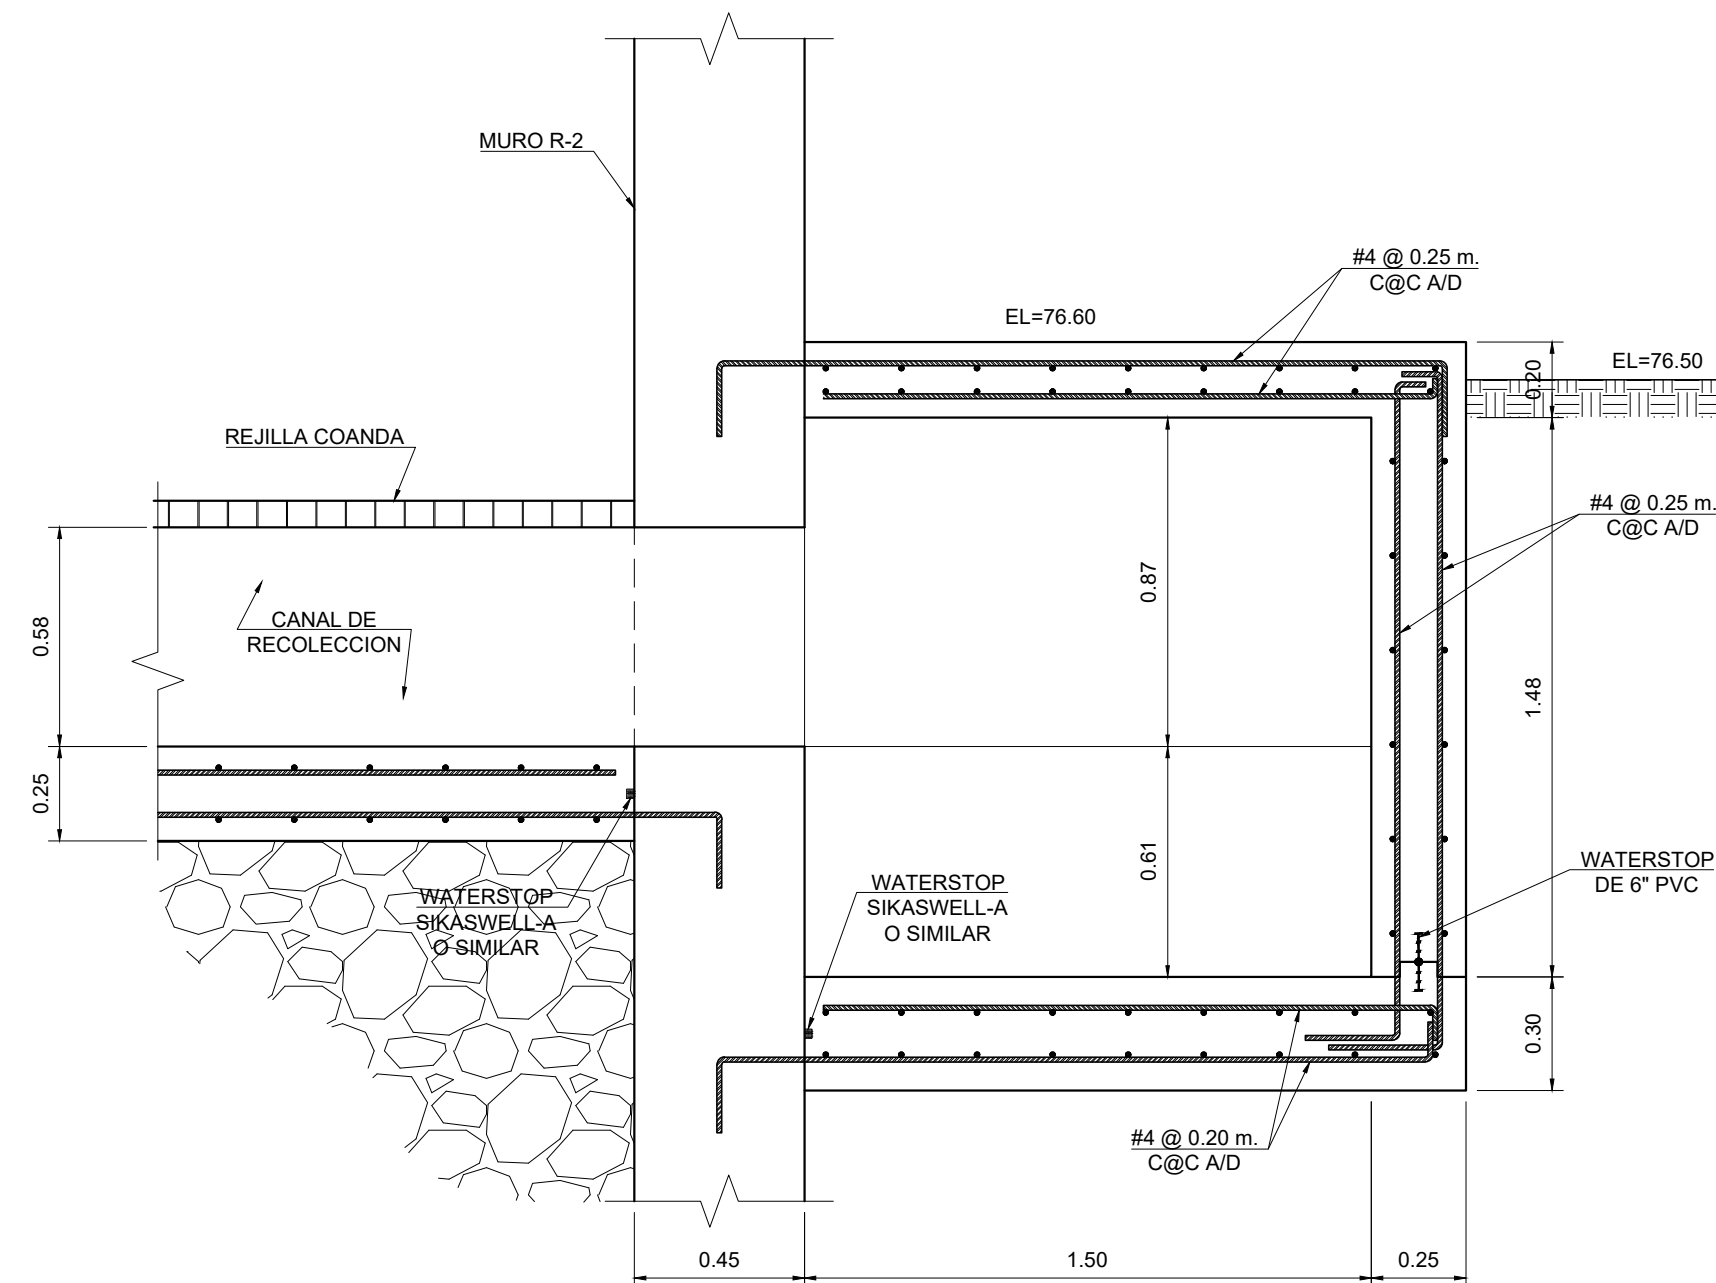 MURO R-2
#4 @ 0.25 m.
C@C A/D
EL=76.60
EL=76.50
0.20
REJILLA COANDA
#4 @ 0.25 m.
C@C A/D
0.58
CANAL DE
RECOLECCION
0.87
1.48
0.25
WATERSTOP
SIKASWELL-A
O SIMILAR
WATERSTOP
SIKASWELL-A
O SIMILAR
0.61
WATERSTOP
DE 6" PVC
0.30
#4 @ 0.20 m.
C@C A/D
0.45
1.50
0.25